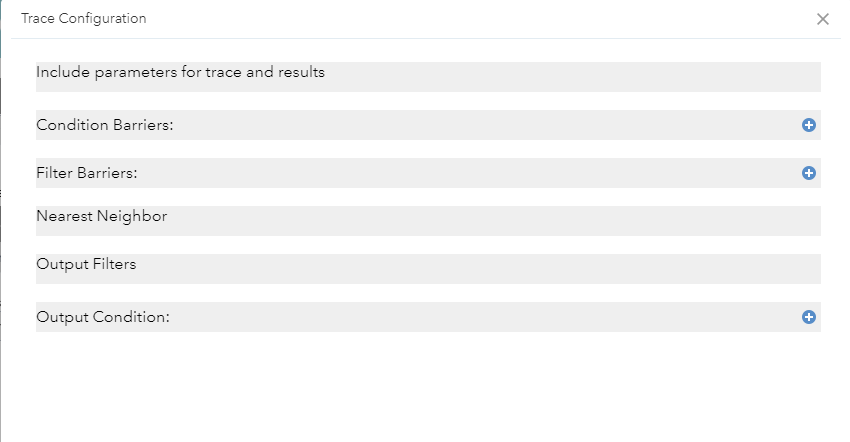 Trace Configuration
Include parameters for trace and results
Condition Barriers:
Filter Barriers:
Nearest Neighbor
Output Filters
Output Condition: